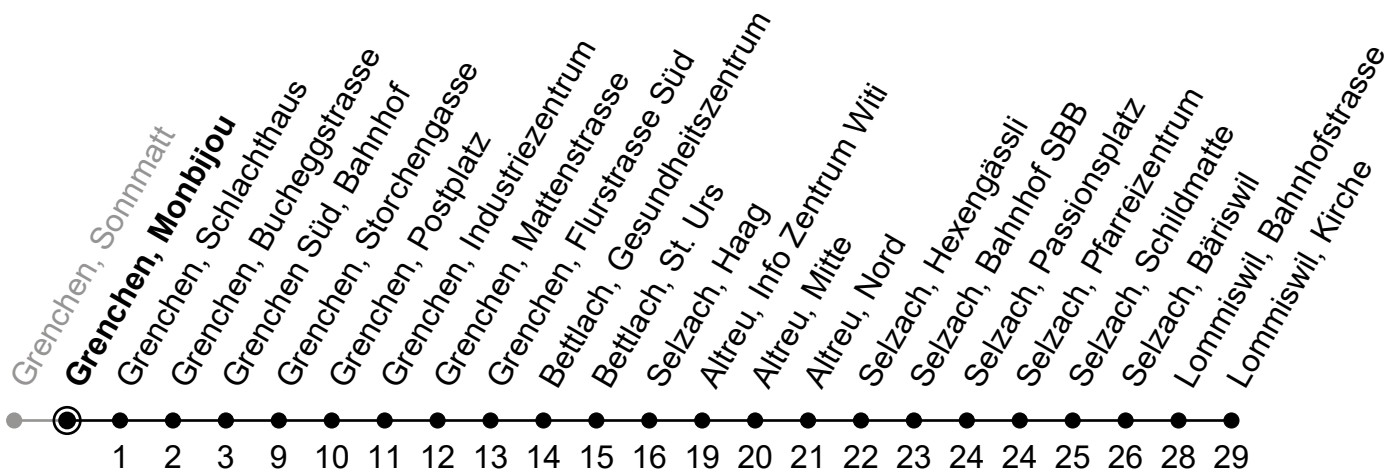 Grenchen, Sonnmatt
Grenchen, Monbijou
Grenchen, Schlachthaus
Grenchen, Bucheggstrasse
Grenchen Süd, Bahnhof
Grenchen, Storchengasse
Grenchen, Postplatz
Grenchen, Industriezentrum
Grenchen, Mattenstrasse
Grenchen, Flurstrasse Süd
Bettlach, Gesundheitszentrum
Bettlach, St. Urs
Selzach, Haag
Altreu, Info Zentrum Witi
Altreu, Mitte
Altreu, Nord
Selzach, Hexengässli
Selzach, Bahnhof SBB
Selzach, Passionsplatz
Selzach, Pfarreizentrum
Selzach, Schildmatte
Selzach, Bäriswil
Lommiswil, Bahnhofstrasse
Lommiswil, Kirche
1 2 3 9 10 11 12 13 14 15 16 19 20 21 22 23 24 24 25 26 28 29